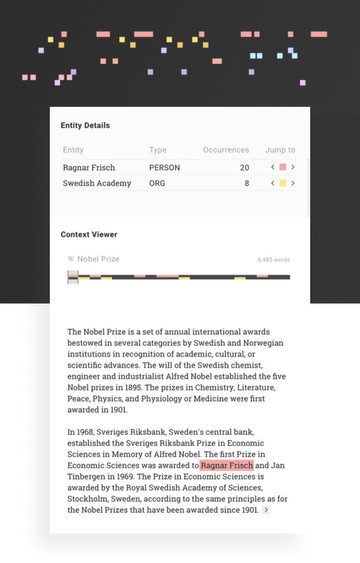 Entity Details
Entity Type Occurrences Jump to
Ragnar Frisch PERSON 20 < >
Swedish Academy ORG 8 < >
Context Viewer
W Nobel Prize 6,485 words
The Nobel Prize is a set of annual international awards
bestowed in several categories by Swedish and Norwegian
institutions in recognition of academic, cultural, or
scientific advances. The will of the Swedish chemist,
engineer and industrialist Alfred Nobel established the five
Nobel prizes in 1895. The prizes in Chemistry, Literature,
Peace, Physics, and Physiology or Medicine were first
awarded in 1901.
In 1968, Sveriges Riksbank, Sweden's central bank,
established the Sveriges Riksbank Prize in Economic
Sciences in Memory of Alfred Nobel. The first Prize in
Economic Sciences was awarded to Ragnar Frisch and Jan
Tinbergen in 1969. The Prize in Economic Sciences is
awarded by the Royal Swedish Academy of Sciences,
Stockholm, Sweden, according to the same principles as for
the Nobel Prizes that have been awarded since 1901. >